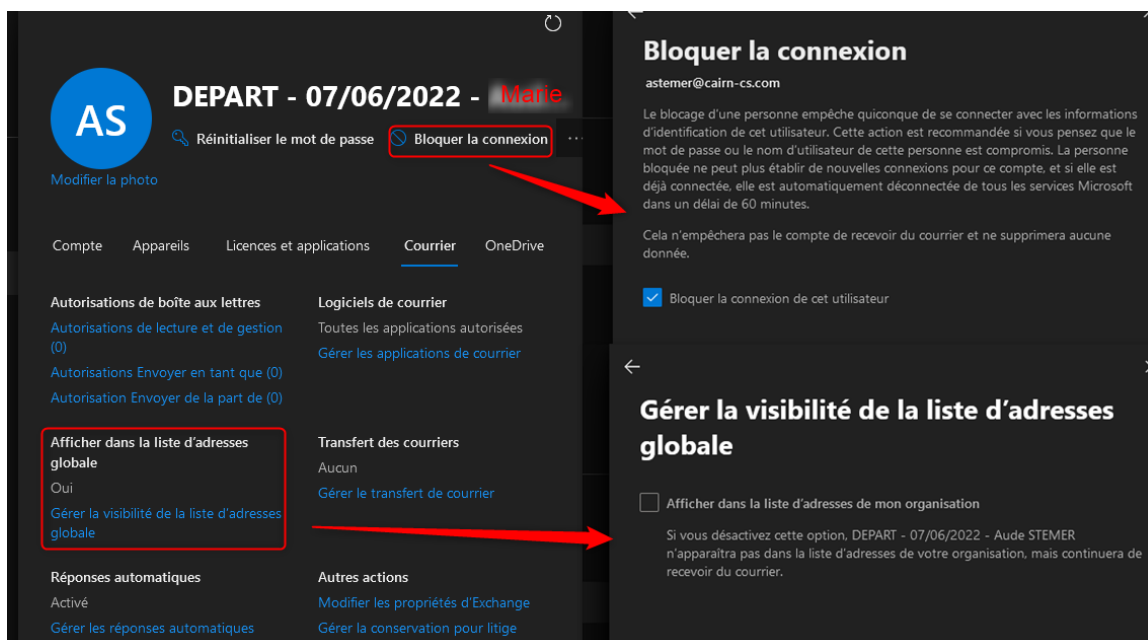 AS
DEPART - 07/06/2022 - Marie
Réinitialiser le mot de passe
Bloquer la connexion
...
Modifier la photo
Compte Appareils Licences et applications Courrier OneDrive
Autorisations de boîte aux lettres
Autorisations de lecture et de gestion
(0)
Autorisations Envoyer en tant que (0)
Autorisation Envoyer de la part de (0)
Logiciels de courrier
Toutes les applications autorisées
Gérer les applications de courrier
Afficher dans la liste d'adresses
globale
Oui
Gérer la visibilité de la liste d'adresses
globale
Transfert des courriers
Aucun
Gérer le transfert de courrier
Réponses automatiques
Activé
Gérer les réponses automatiques
Autres actions
Modifier les propriétés d'Exchange
Gérer la conservation pour litige
Bloquer la connexion
astemer@cairn-cs.com
Le blocage d'une personne empêche quiconque de se connecter avec les informations
d'identification de cet utilisateur. Cette action est recommandée si vous pensez que le
mot de passe ou le nom d'utilisateur de cette personne est compromis. La personne
bloquée ne peut plus établir de nouvelles connexions pour ce compte, et si elle est
déjà connectée, elle est automatiquement déconnectée de tous les services Microsoft
dans un délai de 60 minutes.
Cela n'empêchera pas le compte de recevoir du courrier et ne supprimera aucune
donnée.
Bloquer la connexion de cet utilisateur
Gérer la visibilité de la liste d'adresses
globale
Afficher dans la liste d'adresses de mon organisation
Si vous désactivez cette option, DEPART - 07/06/2022 - Aude STEMER
n'apparaîtra pas dans la liste d'adresses de votre organisation, mais continuera de
recevoir du courrier.